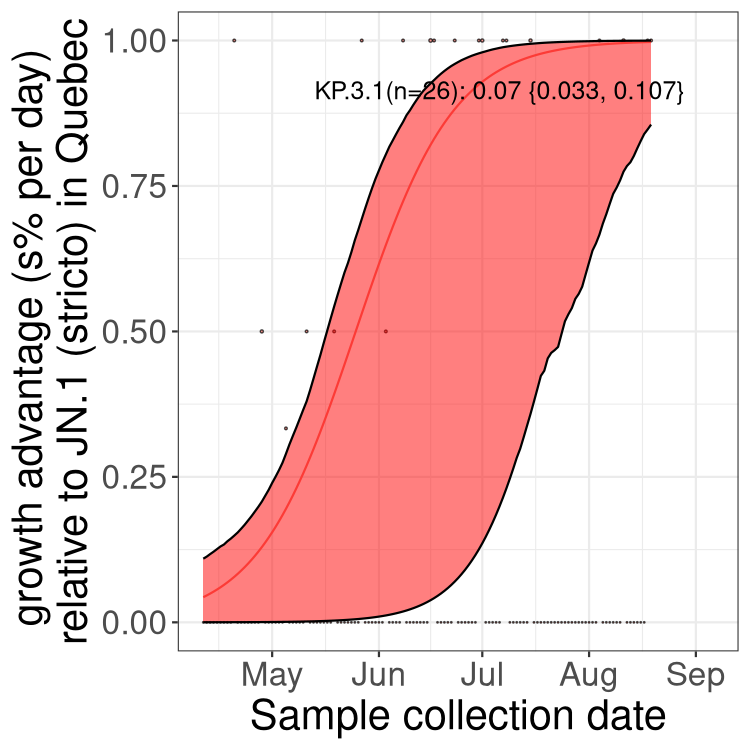 growth advantage (s% per day)
relative to JN.1 (stricto) in Quebec
1.00
0.75
0.50
0.25
0.00
KP.3.1(n=26): 0.07 {0.033, 0.107}
May Jun Jul Aug Sep
Sample collection date